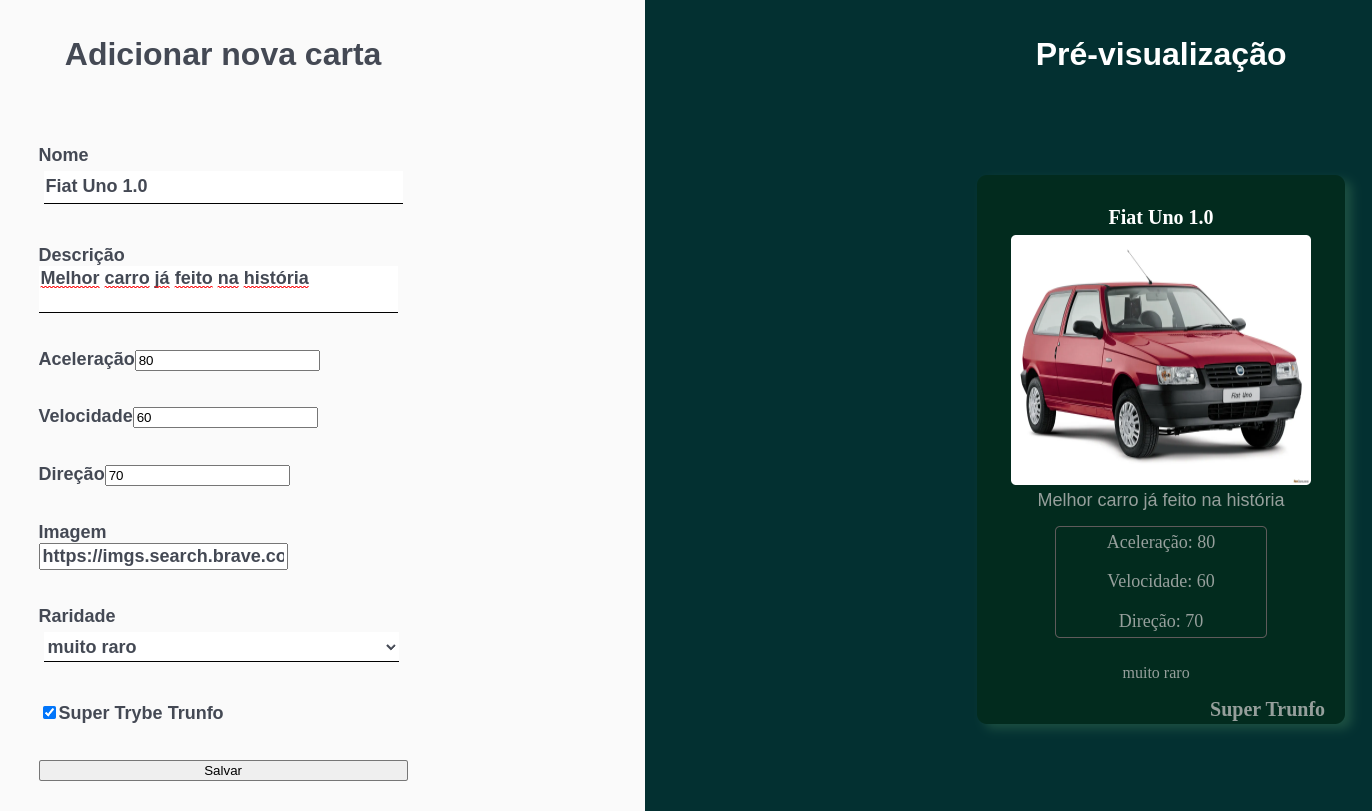 Adicionar nova carta
Nome
Fiat Uno 1.0
Descrição
Melhor carro já feito na história
Aceleração 80
Velocidade 60
Direção 70
Imagem
https://imgs.search.brave.co
Raridade
muito raro
Super Trybe Trunfo
Salvar
Pré-visualização
Fiat Uno 1.0
Fiat Uno
Melhor carro já feito na história
Aceleração: 80
Velocidade: 60
Direção: 70
muito raro
Super Trunfo